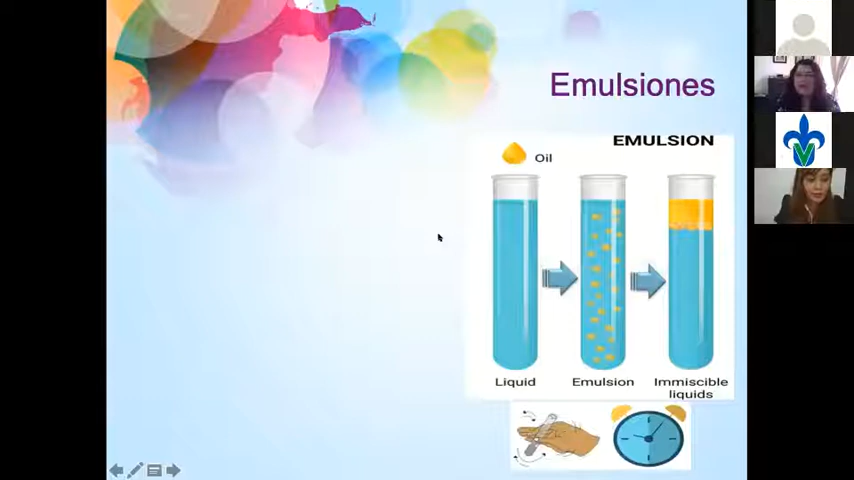 Emulsiones
EMULSION
Oil
Liquid
Emulsion
Immiscible
liquids